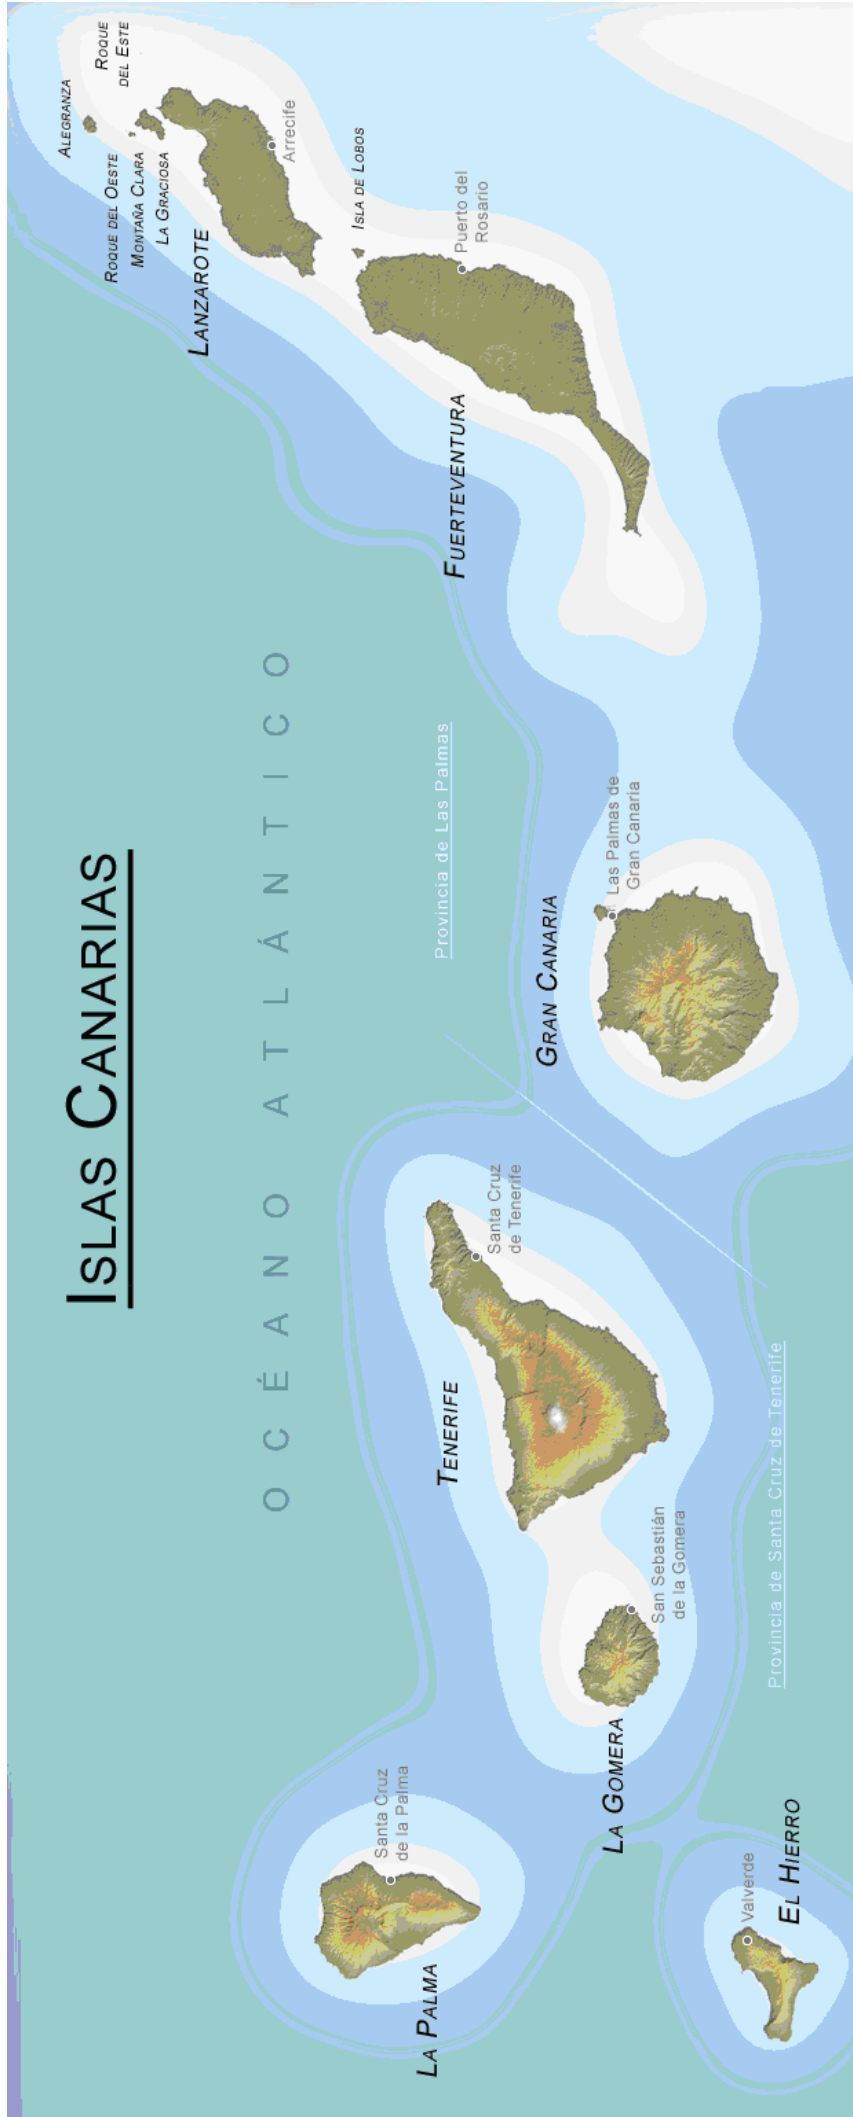 ISLAS CANARIAS
OCÉANO ATLÁNTICO
ALEGRANZA
ROQUE
DEL ESTE
ROQUE DEL OESTE
MONTAÑA CLARA
LA GRACIOSA
LANZAROTE
Arrecife
ISLA DE LOBOS
Puerto del
Rosario
FUERTEVENTURA
Provincia de Las Palmas
Las Palmas de
Gran Canaria
GRAN CANARIA
Santa Cruz
de Tenerife
TENERIFE
San Sebastián
de la Gomera
LA GOMERA
Provincia de Santa Cruz de Tenerife
Santa Cruz
de la Palma
LA PALMA
Valverde
EL HIERRO